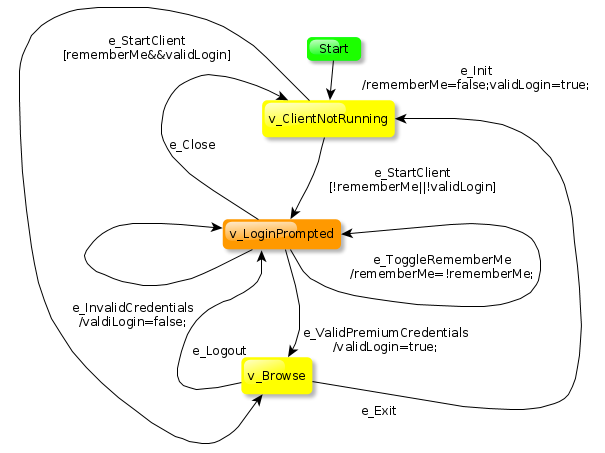 e_StartClient
[rememberMe&&validLogin]
Start
e_Init
/rememberMe=false;validLogin=true;
v_ClientNotRunning
e_Close
e_StartClient
[!rememberMe||!validLogin]
v_LoginPrompted
e_ToggleRememberMe
/rememberMe=!rememberMe;
e_InvalidCredentials
/valdiLogin=false;
e_ValidPremiumCredentials
/validLogin=true;
e_Logout
v_Browse
e_Exit